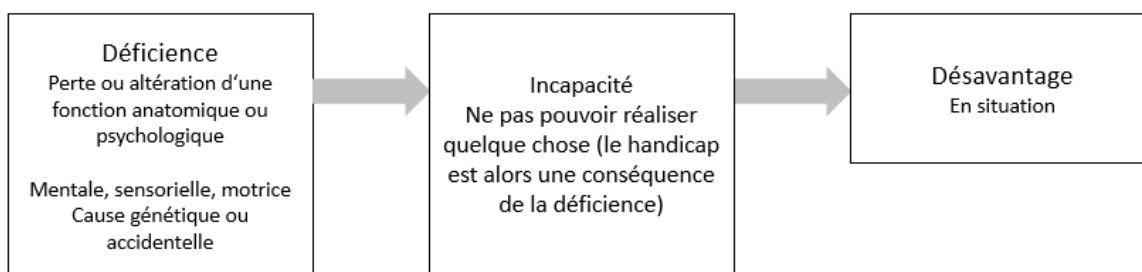 Déficience
Perte ou altération d‘une
fonction anatomique ou
psychologique
Mentale, sensorielle, motrice
Cause génétique ou
accidentelle
Incapacité
Ne pas pouvoir réaliser
quelque chose (le handicap
est alors une conséquence
de la déficience)
Désavantage
En situation